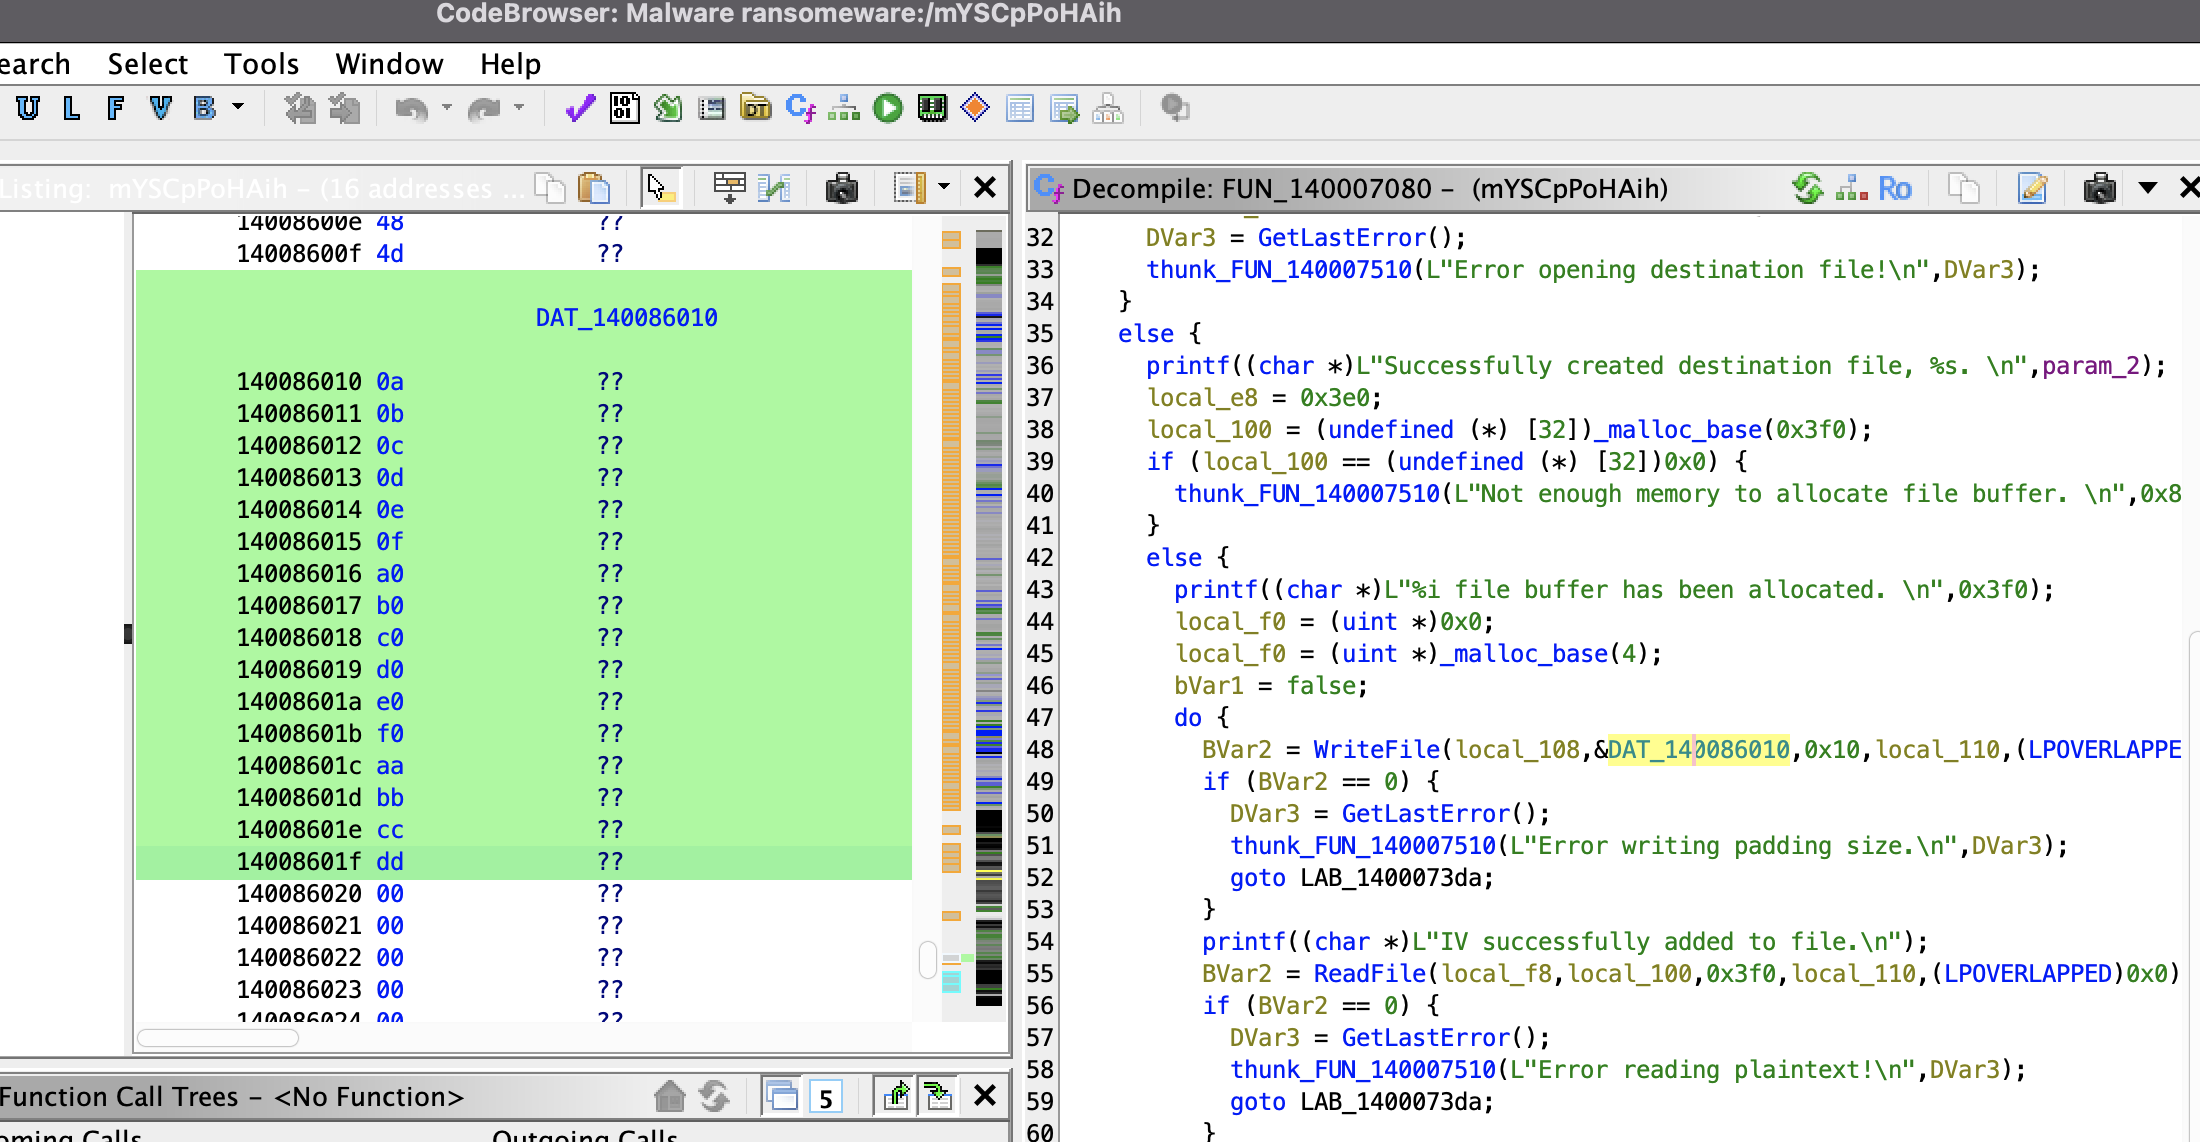 CodeBrowser: Malware ransomeware:/mYSCpPoHAih
earch Select Tools Window Help
U L F V B
Listing: mYSCpPoHAih – (16 addresses ...
14008600e 48 ??
14008600f 4d ??
DAT_140086010
140086010 0a ??
140086011 0b ??
140086012 0c ??
140086013 0d ??
140086014 0e ??
140086015 0f ??
140086016 a0 ??
140086017 b0 ??
140086018 c0 ??
140086019 d0 ??
14008601a e0 ??
14008601b f0 ??
14008601c aa ??
14008601d bb ??
14008601e cc ??
14008601f dd ??
140086020 00 ??
140086021 00 ??
140086022 00 ??
140086023 00 ??
140086024 00 ??
Function Call Trees – <No Function>
5
oming Calls
Outgoing Calls
Decompile: FUN_140007080 – (mYSCpPoHAih)
Ro
32 DVar3 = GetLastError();
33 thunk_FUN_140007510(L"Error opening destination file!\n",DVar3);
34 }
35 else {
36 printf((char *)L"Successfully created destination file, %s. \n",param_2);
37 local_e8 = 0x3e0;
38 local_100 = (undefined (*) [32])_malloc_base(0x3f0);
39 if (local_100 == (undefined (*) [32])0x0) {
40 thunk_FUN_140007510(L"Not enough memory to allocate file buffer. \n",0x8
41 }
42 else {
43 printf((char *)L"%i file buffer has been allocated. \n",0x3f0);
44 local_f0 = (uint *)0x0;
45 local_f0 = (uint *)_malloc_base(4);
46 bVar1 = false;
47 do {
48 BVar2 = WriteFile(local_108,&DAT_140086010,0x10,local_110,(LPOVERLAPPE
49 if (BVar2 == 0) {
50 DVar3 = GetLastError();
51 thunk_FUN_140007510(L"Error writing padding size.\n",DVar3);
52 goto LAB_1400073da;
53 }
54 printf((char *)L"IV successfully added to file.\n");
55 BVar2 = ReadFile(local_f8,local_100,0x3f0,local_110,(LPOVERLAPPED)0x0)
56 if (BVar2 == 0) {
57 DVar3 = GetLastError();
58 thunk_FUN_140007510(L"Error reading plaintext!\n",DVar3);
59 goto LAB_1400073da;
60 }